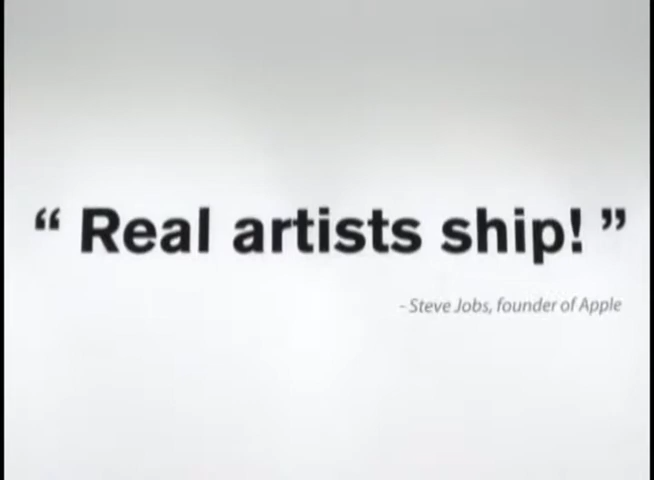 “ Real artists ship! ”
- Steve Jobs, founder of Apple